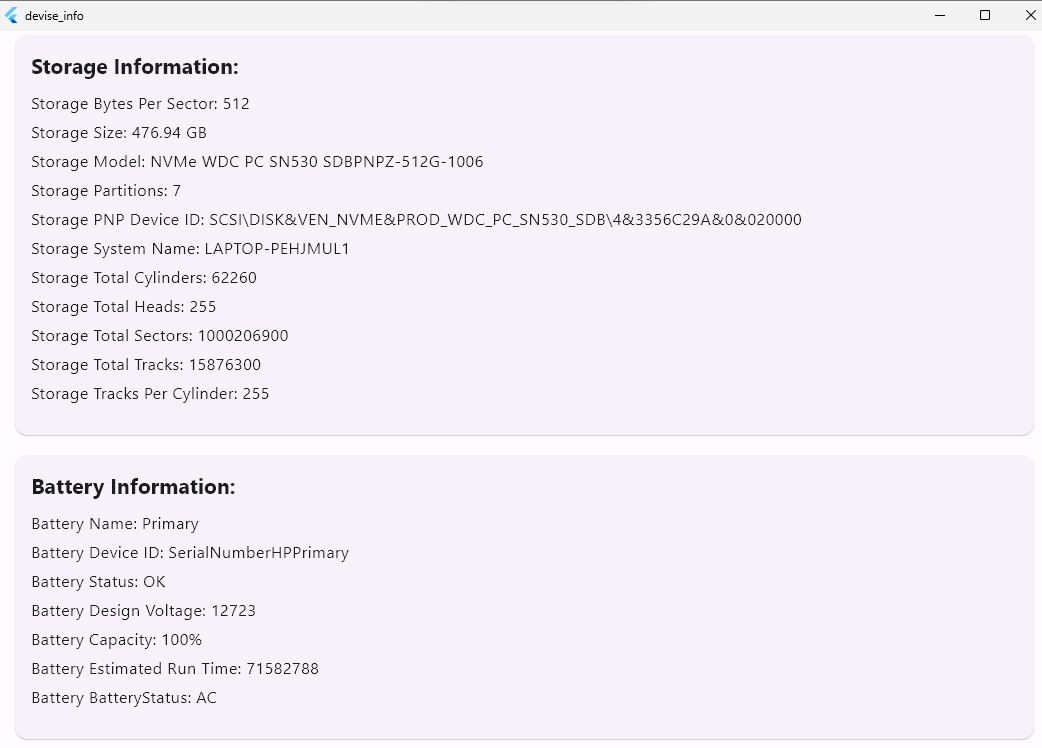 devise_info
Storage Information:
Storage Bytes Per Sector: 512
Storage Size: 476.94 GB
Storage Model: NVMe WDC PC SN530 SDBPNPZ-512G-1006
Storage Partitions: 7
Storage PNP Device ID: SCSI\DISK&VEN_NVME&PROD_WDC_PC_SN530_SDB\4&3356C29A&0&020000
Storage System Name: LAPTOP-PEHJMUL1
Storage Total Cylinders: 62260
Storage Total Heads: 255
Storage Total Sectors: 1000206900
Storage Total Tracks: 15876300
Storage Tracks Per Cylinder: 255
Battery Information:
Battery Name: Primary
Battery Device ID: SerialNumberHPPrimary
Battery Status: OK
Battery Design Voltage: 12723
Battery Capacity: 100%
Battery Estimated Run Time: 71582788
Battery BatteryStatus: AC